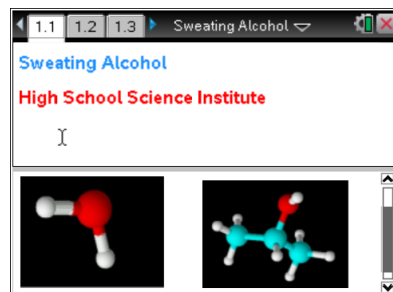 1.1 1.2 1.3 Sweating Alcohol
Sweating Alcohol
High School Science Institute